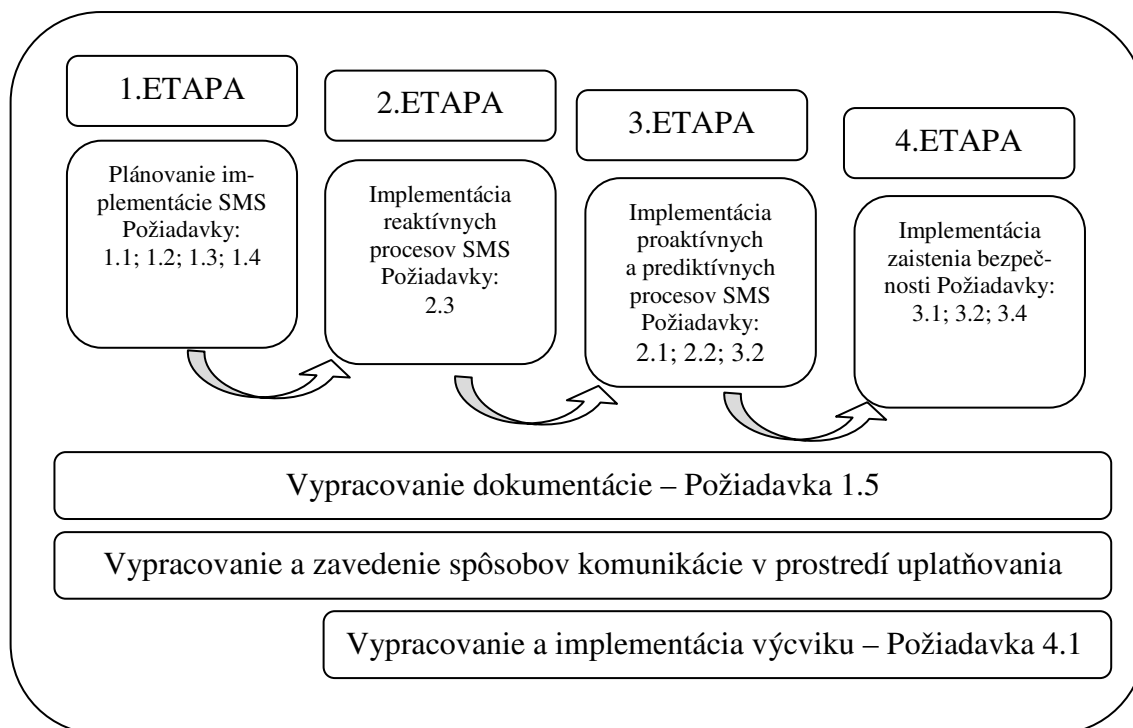 1.ETAPA
Plánovanie im-
plementácie SMS
Požiadavky:
1.1; 1.2; 1.3; 1.4
2.ETAPA
Implementácia
reaktívnych
procesov SMS
Požiadavky:
2.3
3.ETAPA
Implementácia
proaktívnych
a prediktívnych
procesov SMS
Požiadavky:
2.1; 2.2; 3.2
4.ETAPA
Implementácia
zaistenia bezpeč-
nosti Požiadavky:
3.1; 3.2; 3.4
Vypracovanie dokumentácie – Požiadavka 1.5
Vypracovanie a zavedenie spôsobov komunikácie v prostredí uplatňovania
Vypracovanie a implementácia výcviku – Požiadavka 4.1